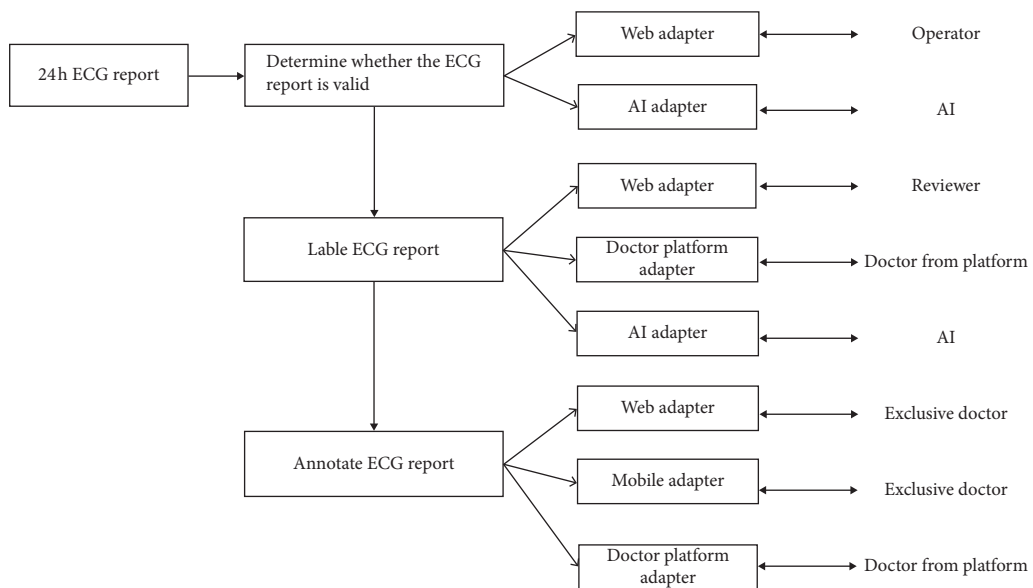 24h ECG report
Determine whether the ECG
report is valid
Web adapter
Operator
AI adapter
AI
Lable ECG report
Web adapter
Reviewer
Doctor platform
adapter
Doctor from platform
AI adapter
AI
Annotate ECG report
Web adapter
Exclusive doctor
Mobile adapter
Exclusive doctor
Doctor platform
adapter
Doctor from platform